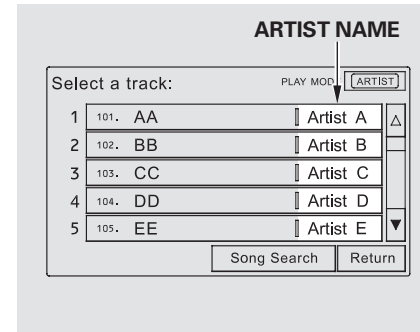 ARTIST NAME
Select a track: PLAY MOD ARTIST
1 101. AA Artist A
2 102. BB Artist B
3 103. CC Artist C
4 104. DD Artist D
5 105. EE Artist E
Song Search Return